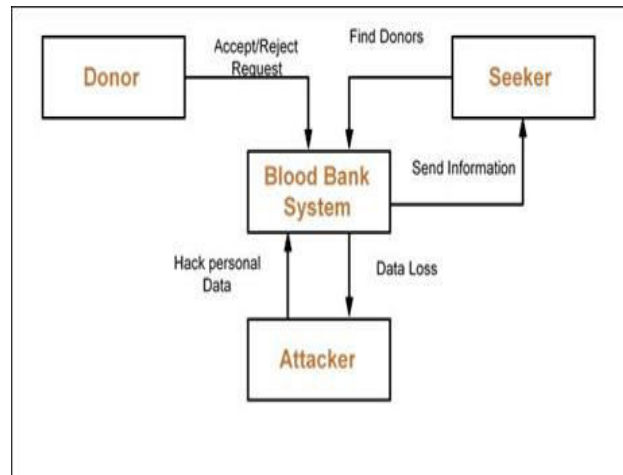 Donor
Accept/Reject
Request
Find Donors
Seeker
Blood Bank
System
Send Information
Hack personal
Data
Data Loss
Attacker